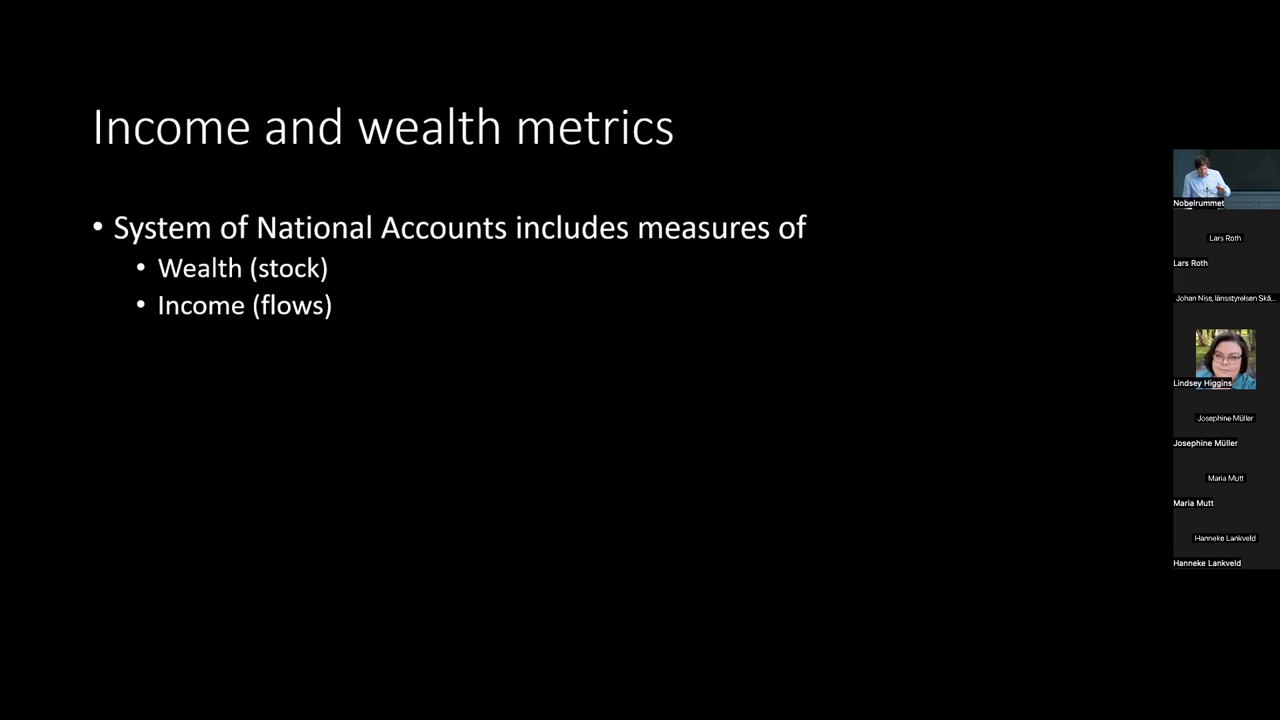 Income and wealth metrics
• System of National Accounts includes measures of
• Wealth (stock)
• Income (flows)
Nobelrummet
Lars Roth
Lars Roth
Johan Niss, länsstyrelsen Skå...
Lindsey Higgins
Josephine Müller
Josephine Müller
Maria Mutt
Maria Mutt
Hanneke Lankveld
Hanneke Lankveld